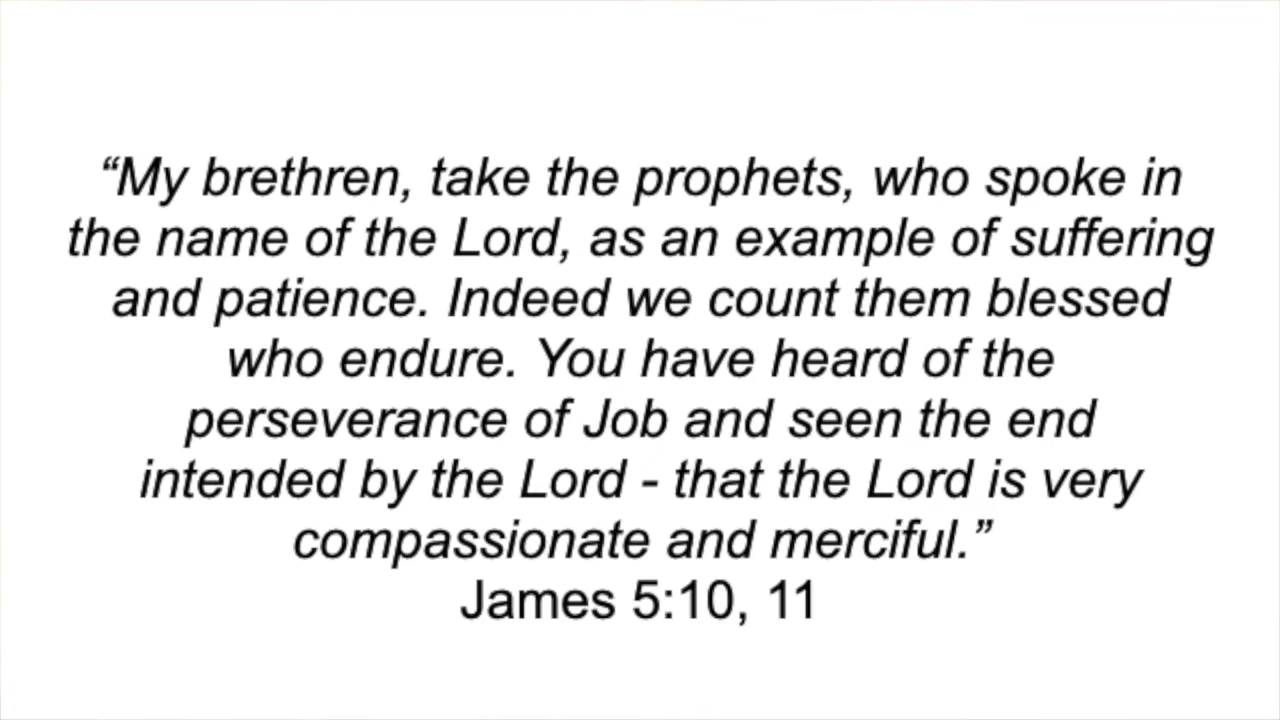 “My brethren, take the prophets, who spoke in
the name of the Lord, as an example of suffering
and patience. Indeed we count them blessed
who endure. You have heard of the
perseverance of Job and seen the end
intended by the Lord - that the Lord is very
compassionate and merciful.”
James 5:10, 11